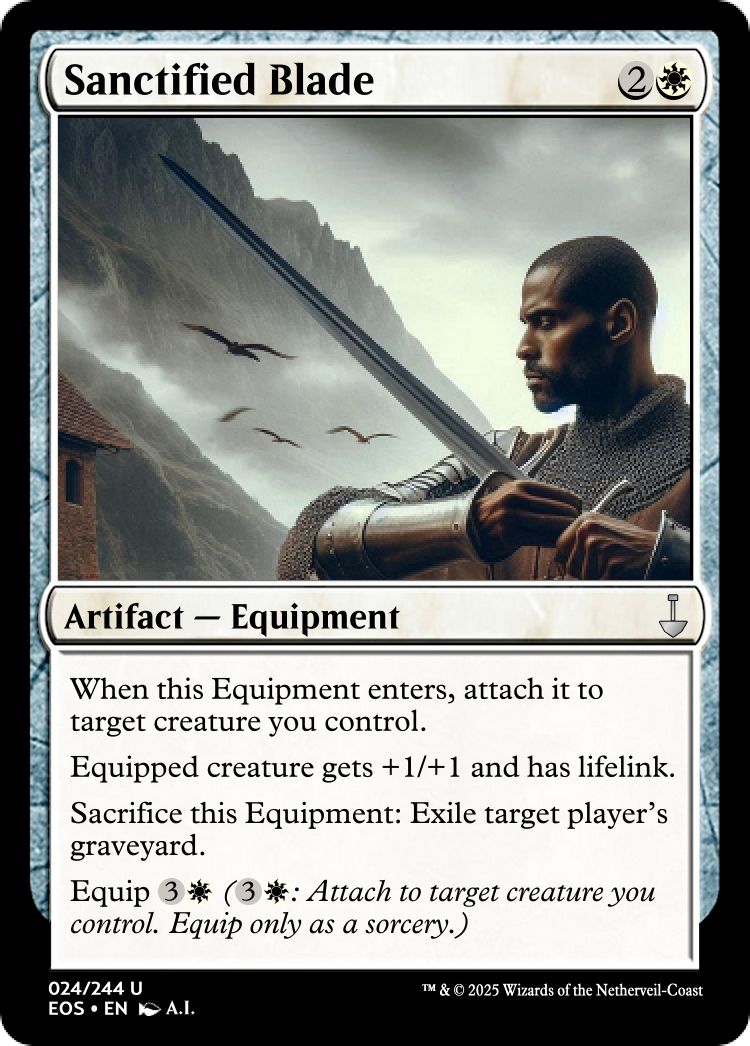 Sanctified Blade 2
Artifact — Equipment
When this Equipment enters, attach it to
target creature you control.
Equipped creature gets +1/+1 and has lifelink.
Sacrifice this Equipment: Exile target player's
graveyard.
Equip 3 (3: Attach to target creature you
control. Equip only as a sorcery.)
024/244 U
EOS • EN A.I.
™ & © 2025 Wizards of the Netherveil-Coast